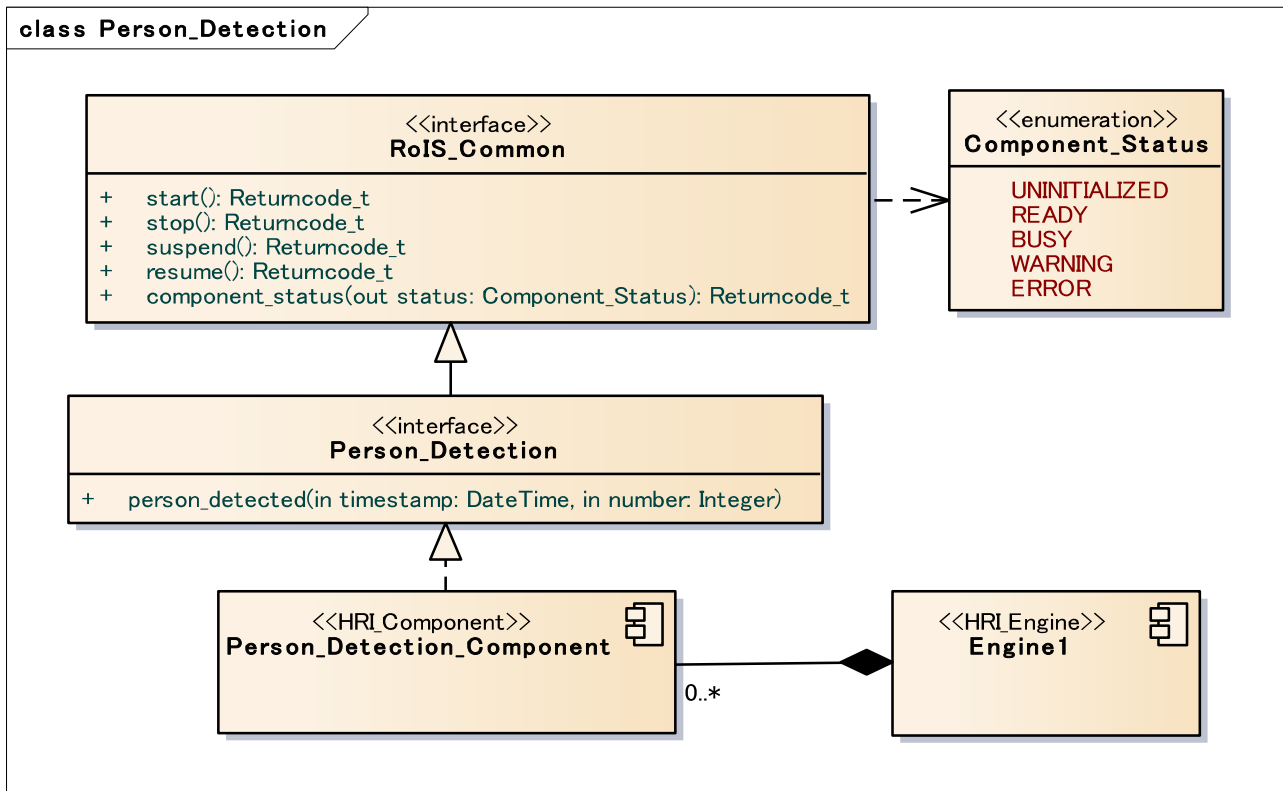 class Person_Detection
<<interface>>
RoIS_Common
+ start(): Returncode_t
+ stop(): Returncode_t
+ suspend(): Returncode_t
+ resume(): Returncode_t
+ component_status(out status: Component_Status): Returncode_t
<<enumeration>>
Component_Status
UNINITIALIZED
READY
BUSY
WARNING
ERROR
<<interface>>
Person_Detection
+ person_detected(in timestamp: DateTime, in number: Integer)
<<HRI_Component>>
Person_Detection_Component
0..*
<<HRI_Engine>>
Engine1